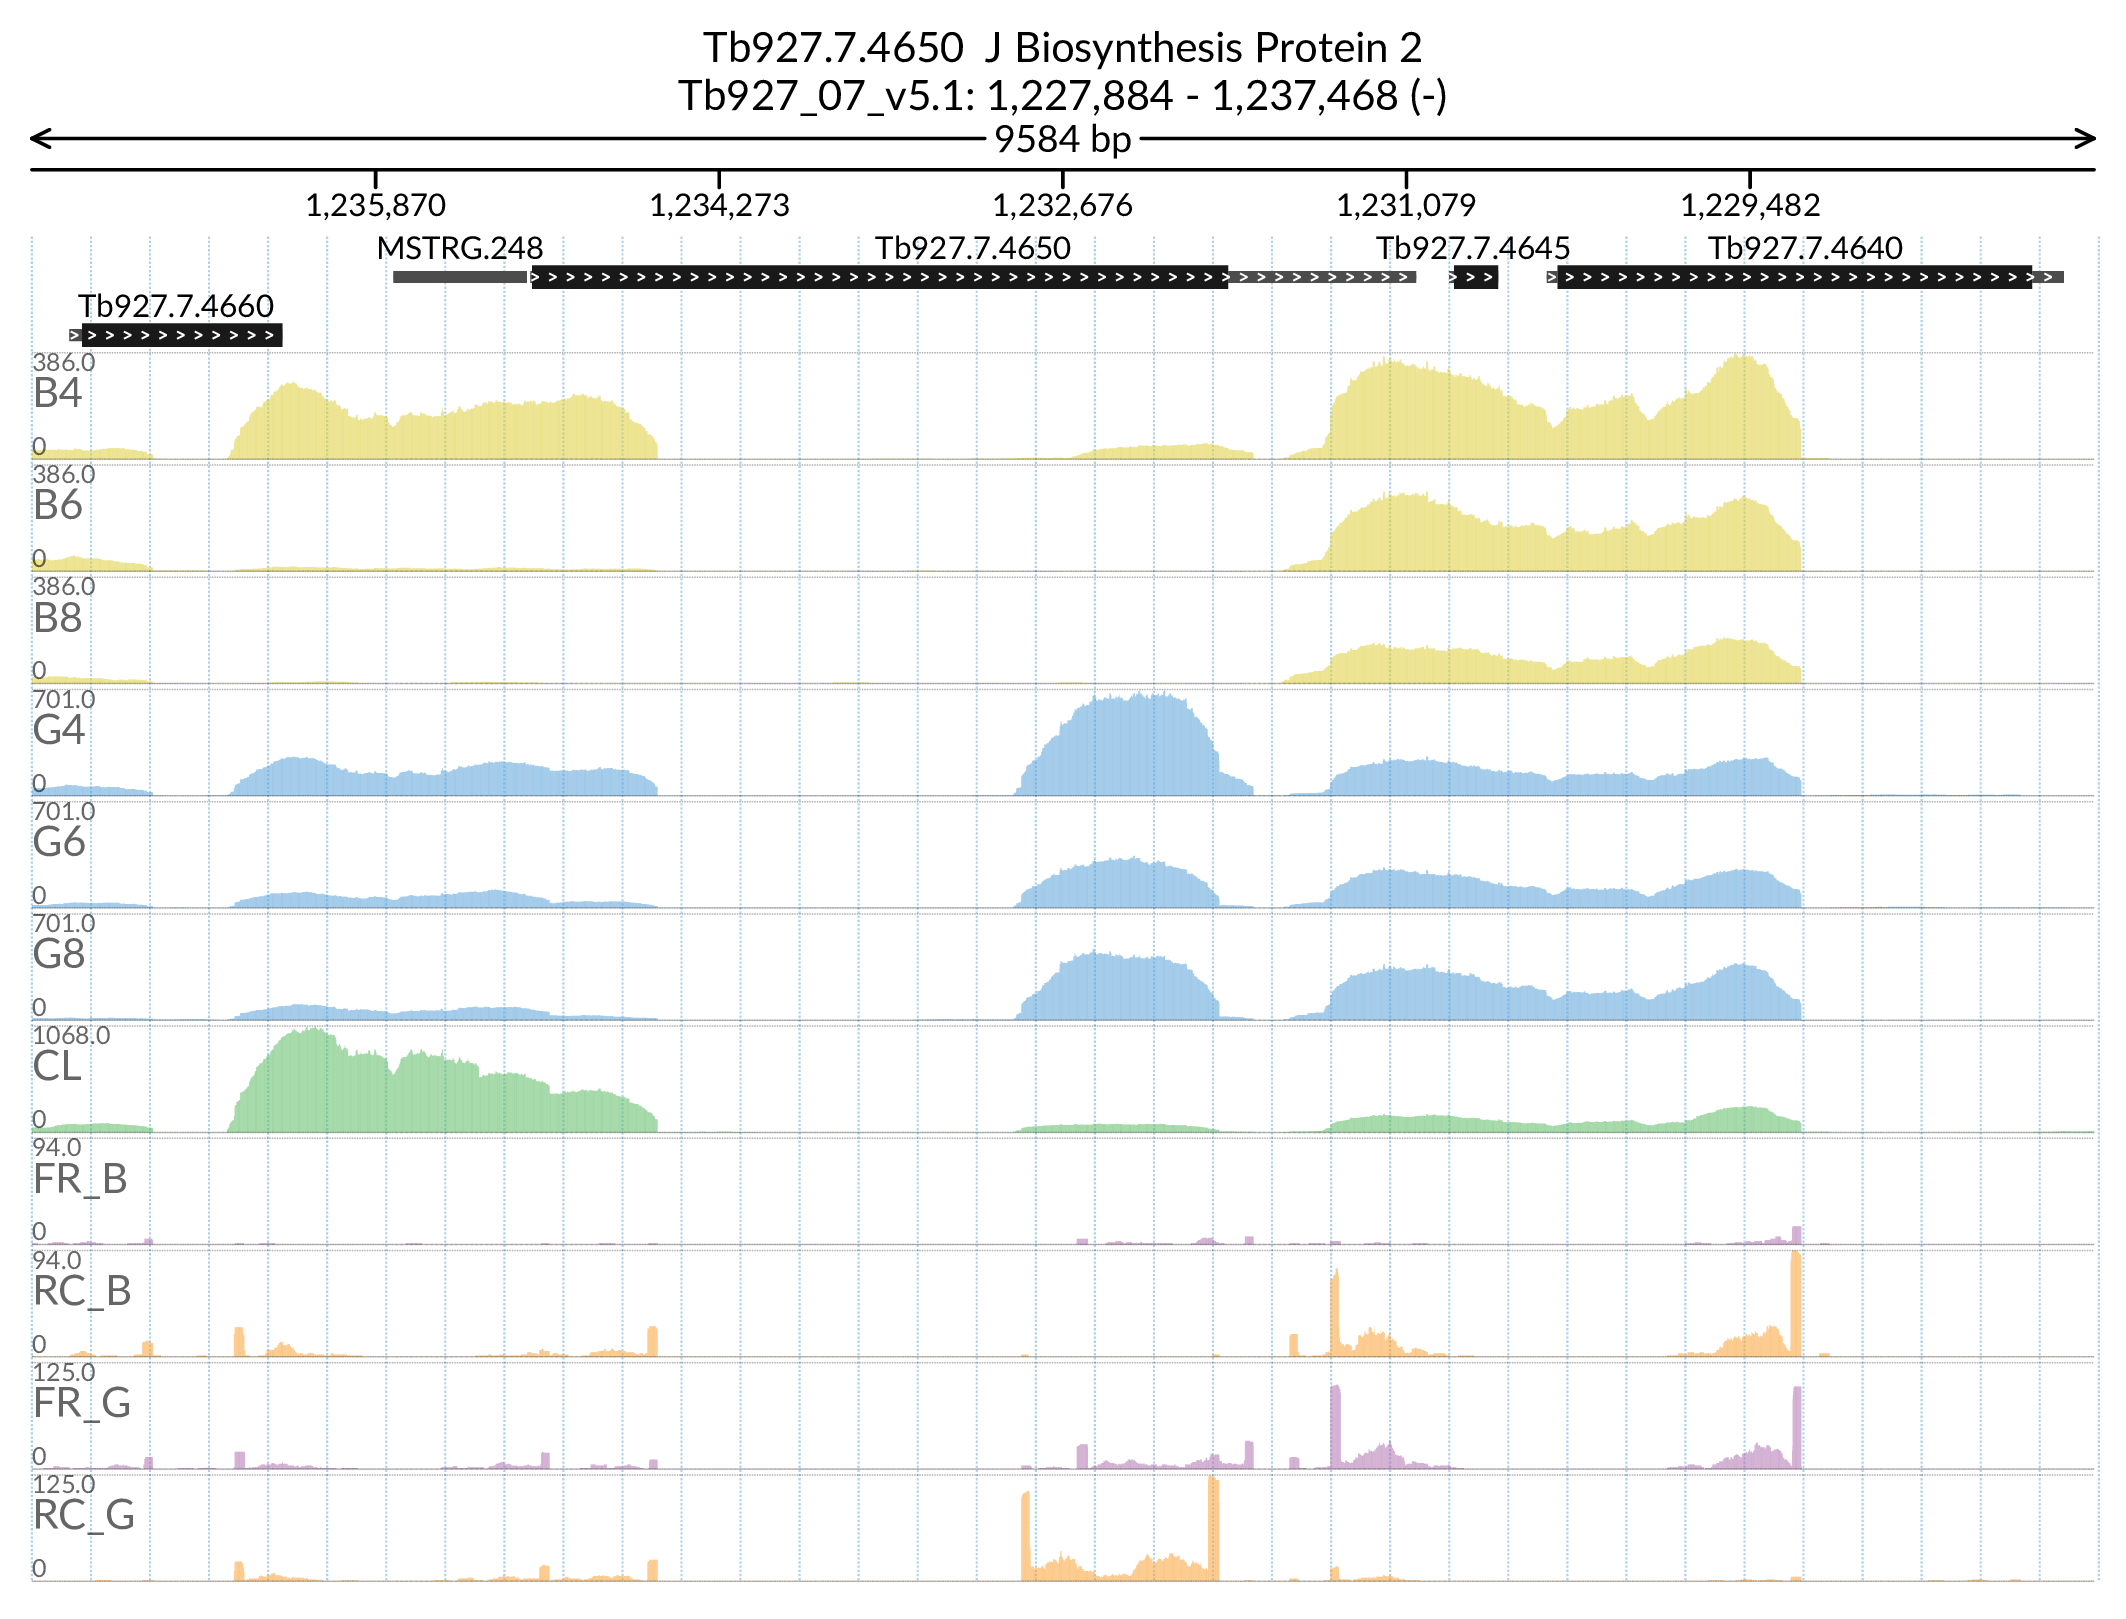 Tb927.7.4650 J Biosynthesis Protein 2
Tb927_07_v5.1: 1,227,884 - 1,237,468 (-)
9584 bp
1,235,870 1,234,273 1,232,676 1,231,079 1,229,482
MSTRG.248 Tb927.7.4650 Tb927.7.4645 Tb927.7.4640
Tb927.7.4660
386.0
B4
0
386.0
B6
0
386.0
B8
0
701.0
G4
0
701.0
G6
0
701.0
G8
0
1068.0
CL
0
94.0
FR_B
0
94.0
RC_B
0
125.0
FR_G
0
125.0
RC_G
0